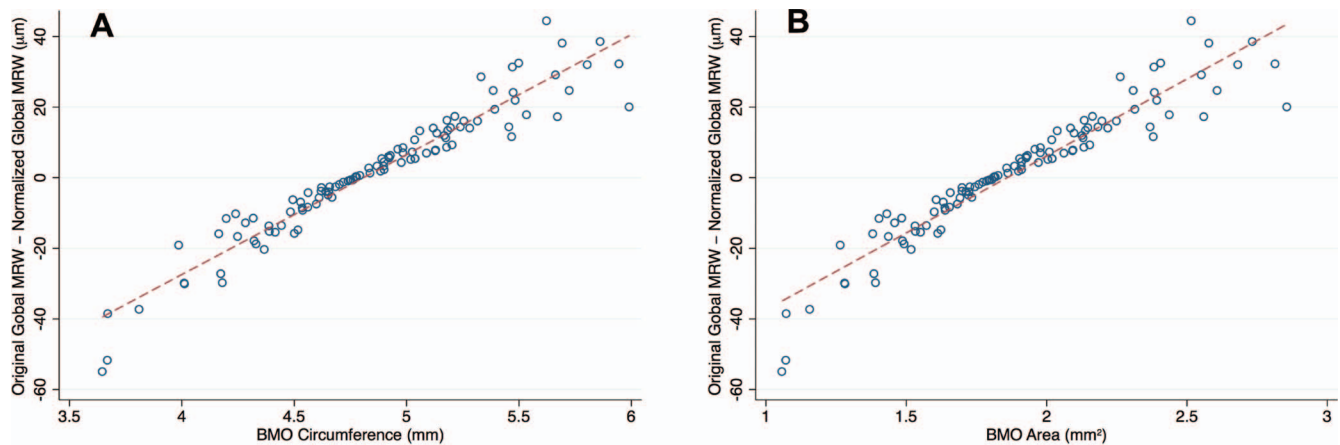 A
Original Gobal MRW – Normalized Global MRW (µm)
40
20
0
-20
-40
-60
3.5 4 4.5 5 5.5 6
BMO Circumference (mm)
B
Original Gobal MRW – Normalized Global MRW (µm)
40
20
0
-20
-40
-60
1 1.5 2 2.5 3
BMO Area (mm²)